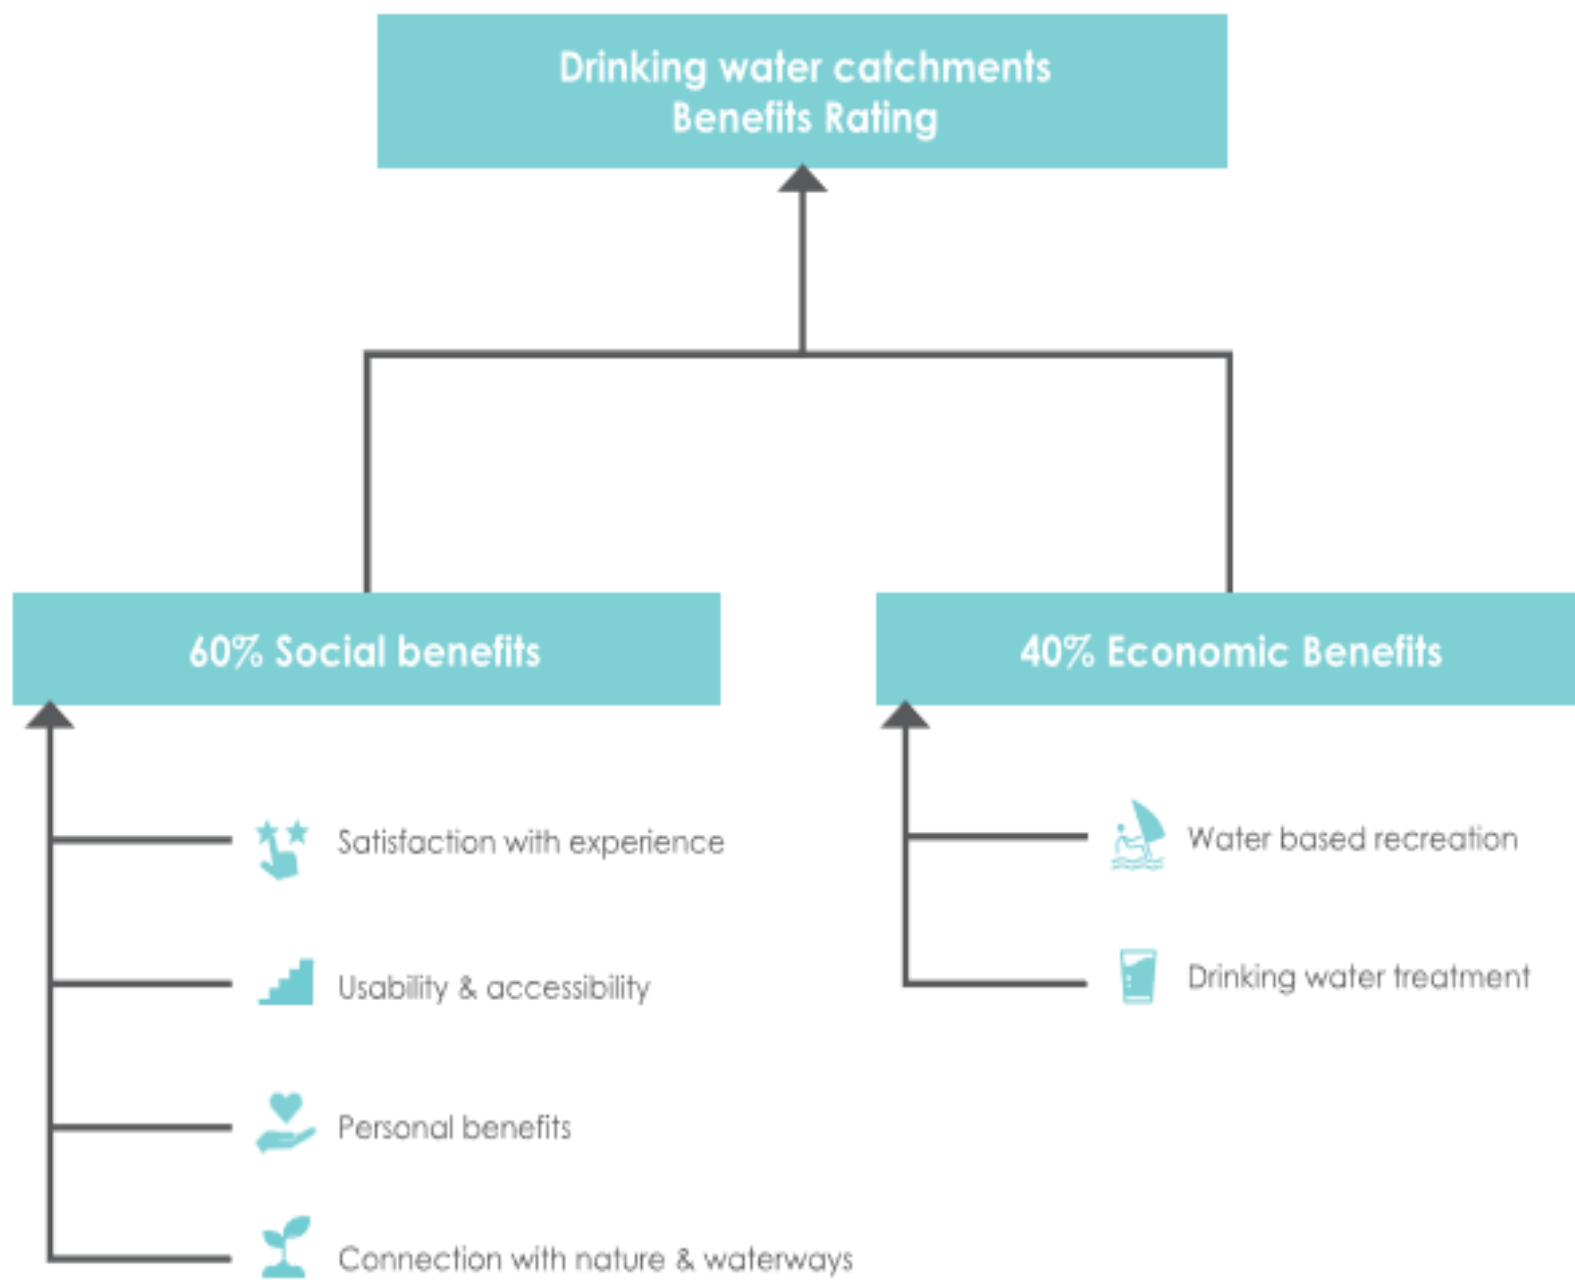 Drinking water catchments
Benefits Rating
60% Social benefits
Satisfaction with experience
Usability & accessibility
Personal benefits
Connection with nature & waterways
40% Economic Benefits
Water based recreation
Drinking water treatment